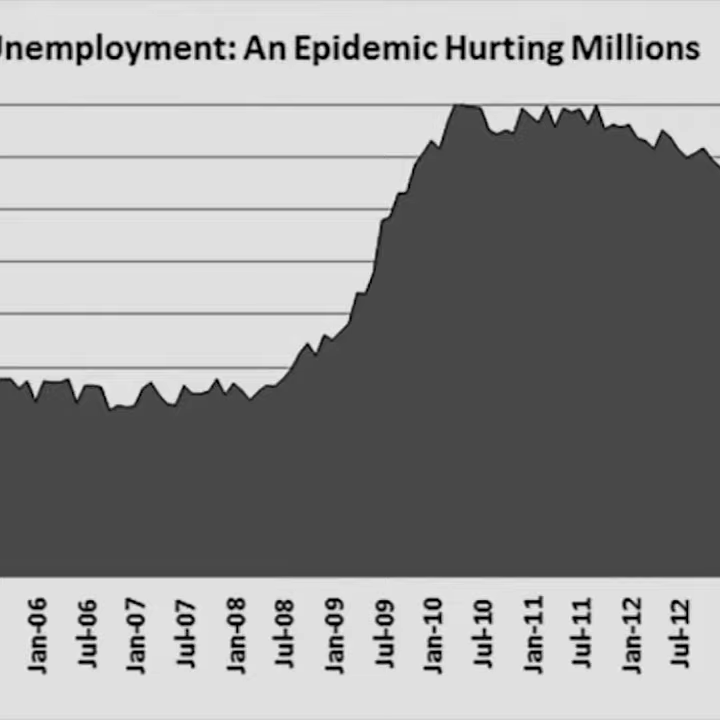 Unemployment: An Epidemic Hurting Millions
Jan-06
Jul-06
Jan-07
Jul-07
Jan-08
Jul-08
Jan-09
Jul-09
Jan-10
Jul-10
Jan-11
Jul-11
Jan-12
Jul-12